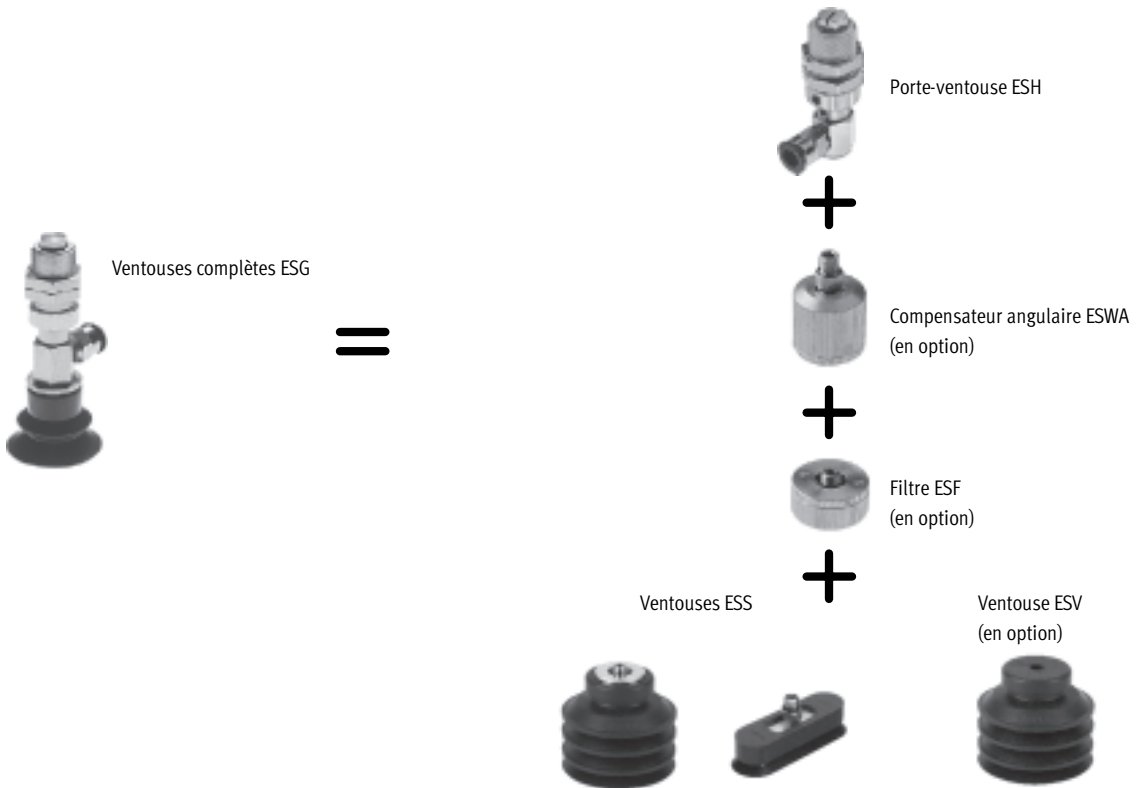 Porte-ventouse ESH
Ventouses complètes ESG
Compensateur angulaire ESWA
(en option)
Filtre ESF
(en option)
Ventouses ESS
Ventouse ESV
(en option)